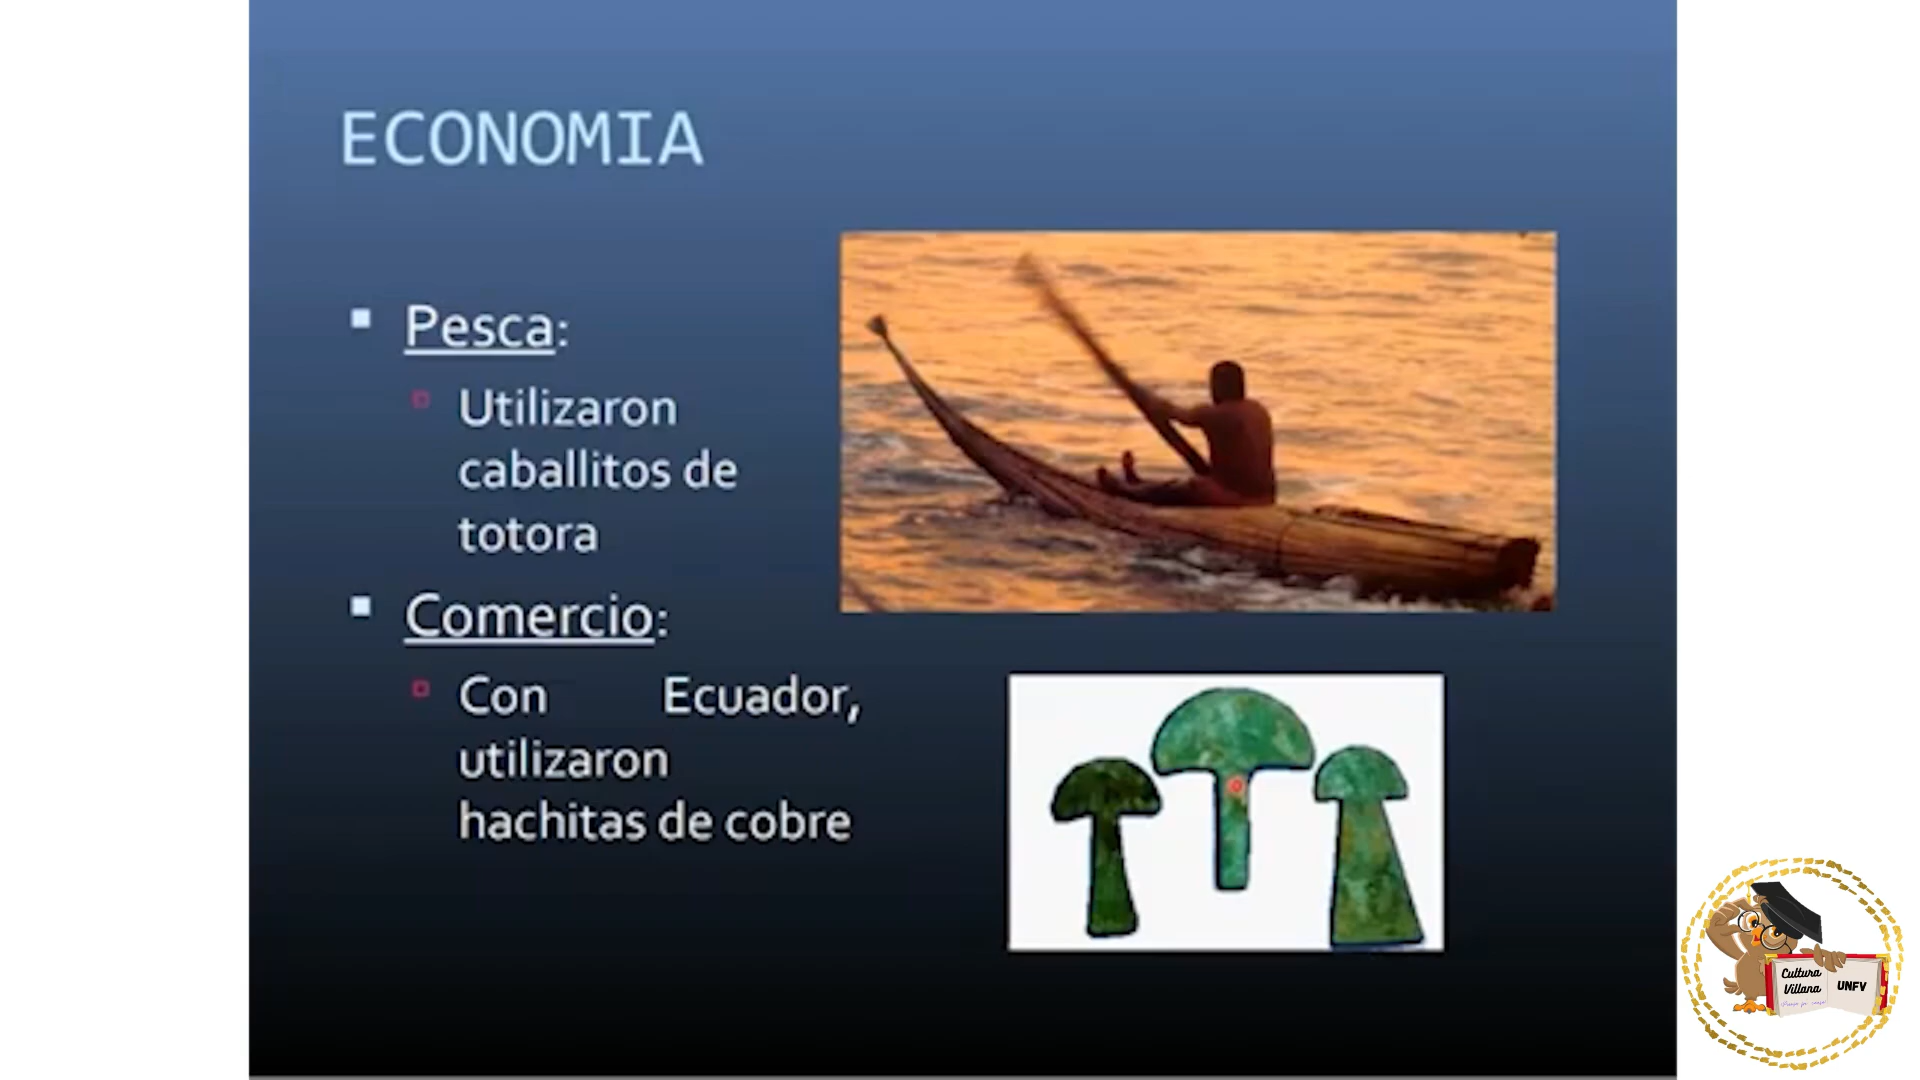 ECONOMIA
Pesca:
Utilizaron
caballitos de
totora
Comercio:
Con Ecuador,
utilizaron
hachitas de cobre
Cultura
Villana
UNFV